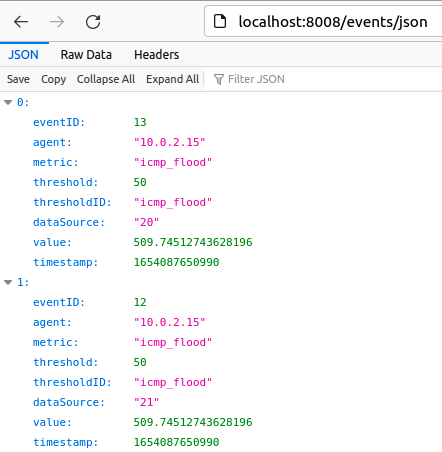 localhost:8008/events/json
JSON Raw Data Headers
Save Copy Collapse All Expand All Filter JSON
0:
eventID: 13
agent: "10.0.2.15"
metric: "icmp_flood"
threshold: 50
thresholdID: "icmp_flood"
dataSource: "20"
value: 509.74512743628196
timestamp: 1654087650990
1:
eventID: 12
agent: "10.0.2.15"
metric: "icmp_flood"
threshold: 50
thresholdID: "icmp_flood"
dataSource: "21"
value: 509.74512743628196
timestamp: 1654087650990